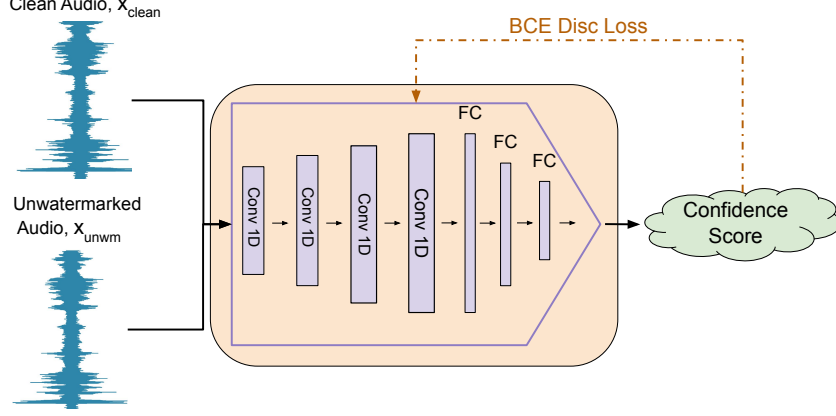 Clean Audio, x_clean
BCE Disc Loss
FC
FC
FC
Conv 1D
Conv 1D
Conv 1D
Conv 1D
Unwatermarked
Audio, x_unwm
Confidence
Score